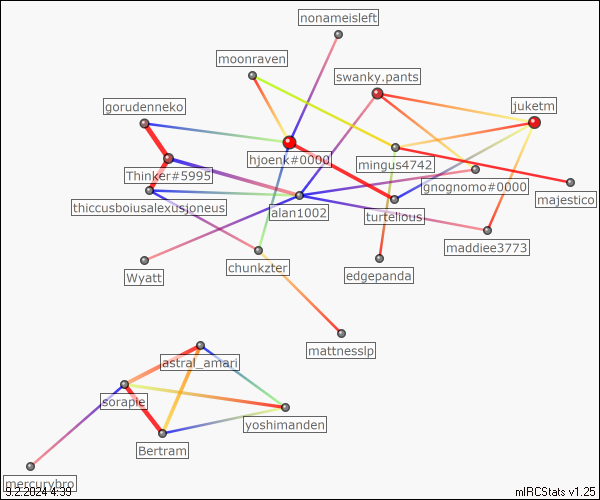 nonameisleft
moonraven
swanky.pants
gorudenneko
juketm
hjoenk#0000
mingus4742
Thinker#5995
gnognomo#0000
majestico
thiccusboiusalexusjoneus
alan1002
turtellous
maddiee3773
Wyatt
chunkzter
edgepanda
mattnesslp
astral_amari
sorapie
yoshimanden
Bertram
mercurybro
9.2.2024 4:39
mIRCStats v1.25